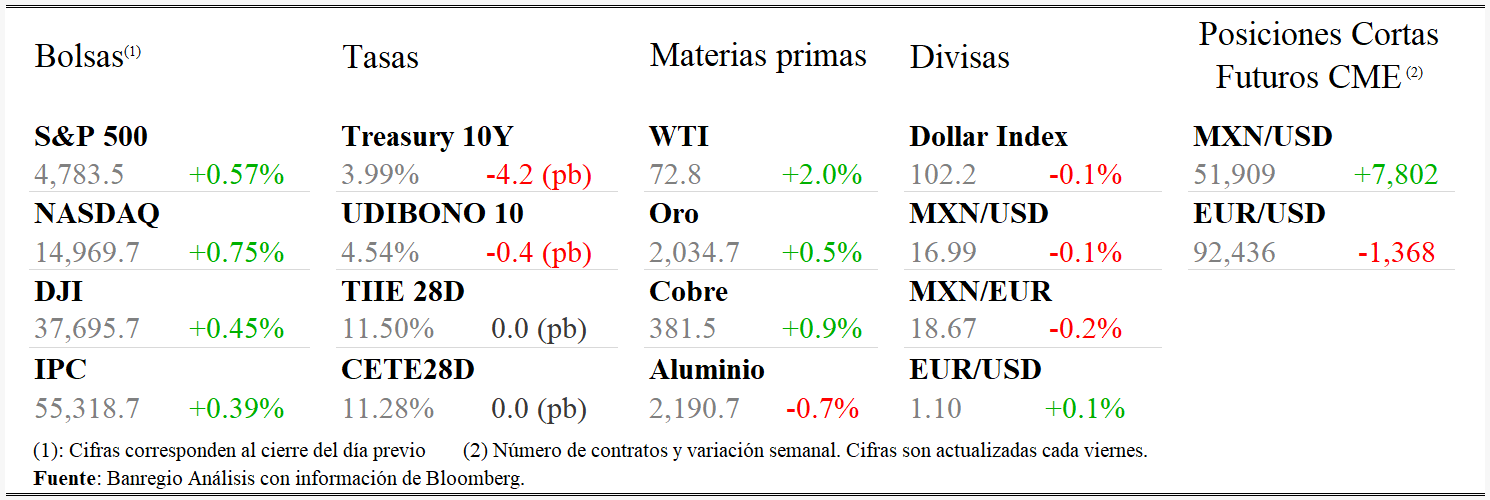 Bolsas(1) Tasas Materias primas Divisas Posiciones Cortas
Futuros CME (2)
S&P 500 Treasury 10Y WTI Dollar Index MXN/USD
4,783.5 +0.57% 3.99% -4.2 (pb) 72.8 +2.0% 102.2 -0.1% 51,909 +7,802
NASDAQ UDIBONO 10 Oro MXN/USD EUR/USD
14,969.7 +0.75% 4.54% -0.4 (pb) 2,034.7 +0.5% 16.99 -0.1% 92,436 -1,368
DJI TIIE 28D Cobre MXN/EUR
37,695.7 +0.45% 11.50% 0.0 (pb) 381.5 +0.9% 18.67 -0.2%
IPC CETE28D Aluminio EUR/USD
55,318.7 +0.39% 11.28% 0.0 (pb) 2,190.7 -0.7% 1.10 +0.1%
(1): Cifras corresponden al cierre del día previo (2) Número de contratos y variación semanal. Cifras son actualizadas cada viernes.
Fuente: Banregio Análisis con información de Bloomberg.